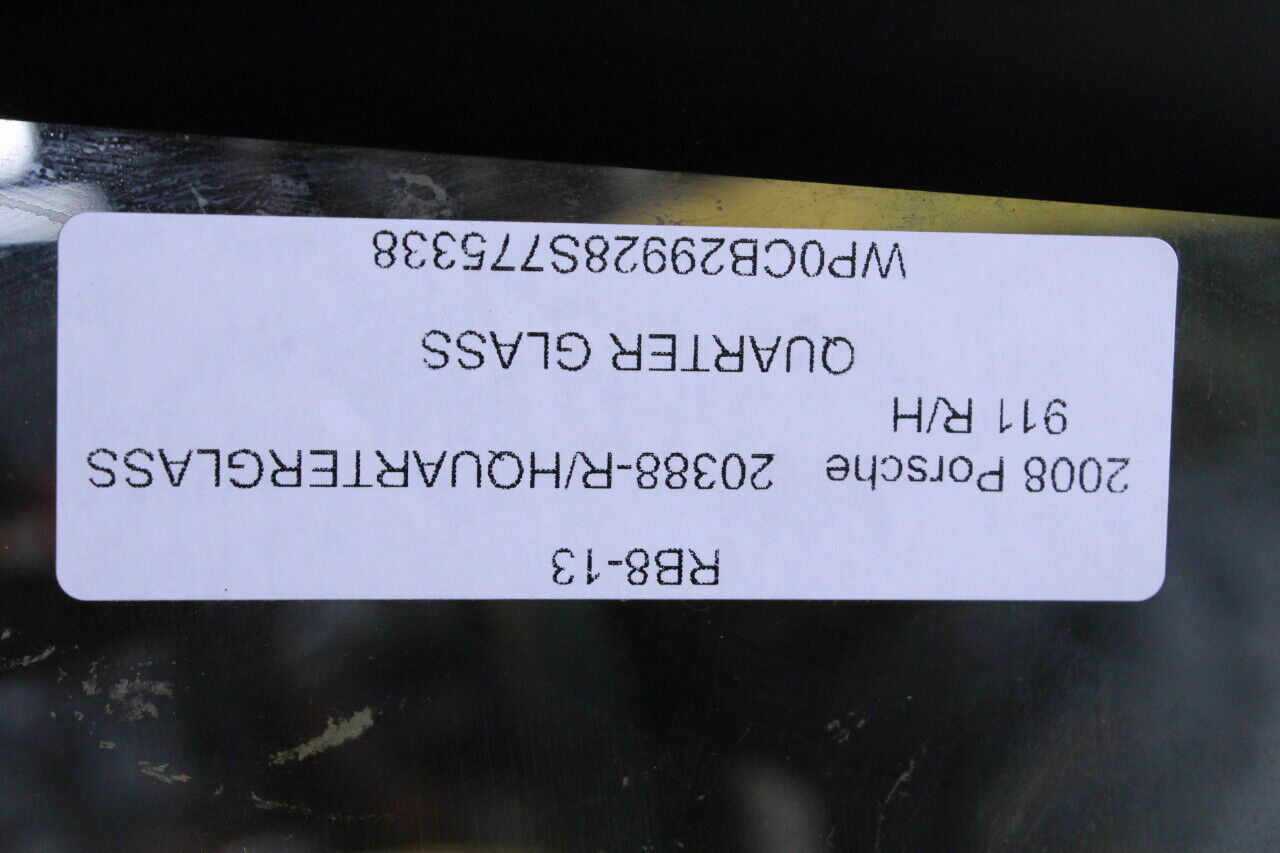 RB8-13
2008 Porsche 20388-R/HQUARTERGLASS
911 R/H
QUARTER GLASS
WP0CB29928S775338